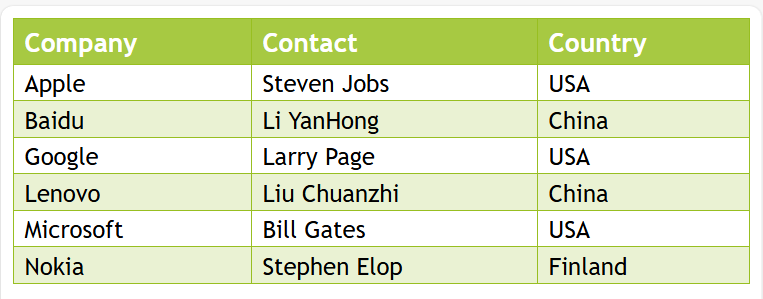 Company Contact Country
Apple Steven Jobs USA
Baidu Li YanHong China
Google Larry Page USA
Lenovo Liu Chuanzhi China
Microsoft Bill Gates USA
Nokia Stephen Elop Finland